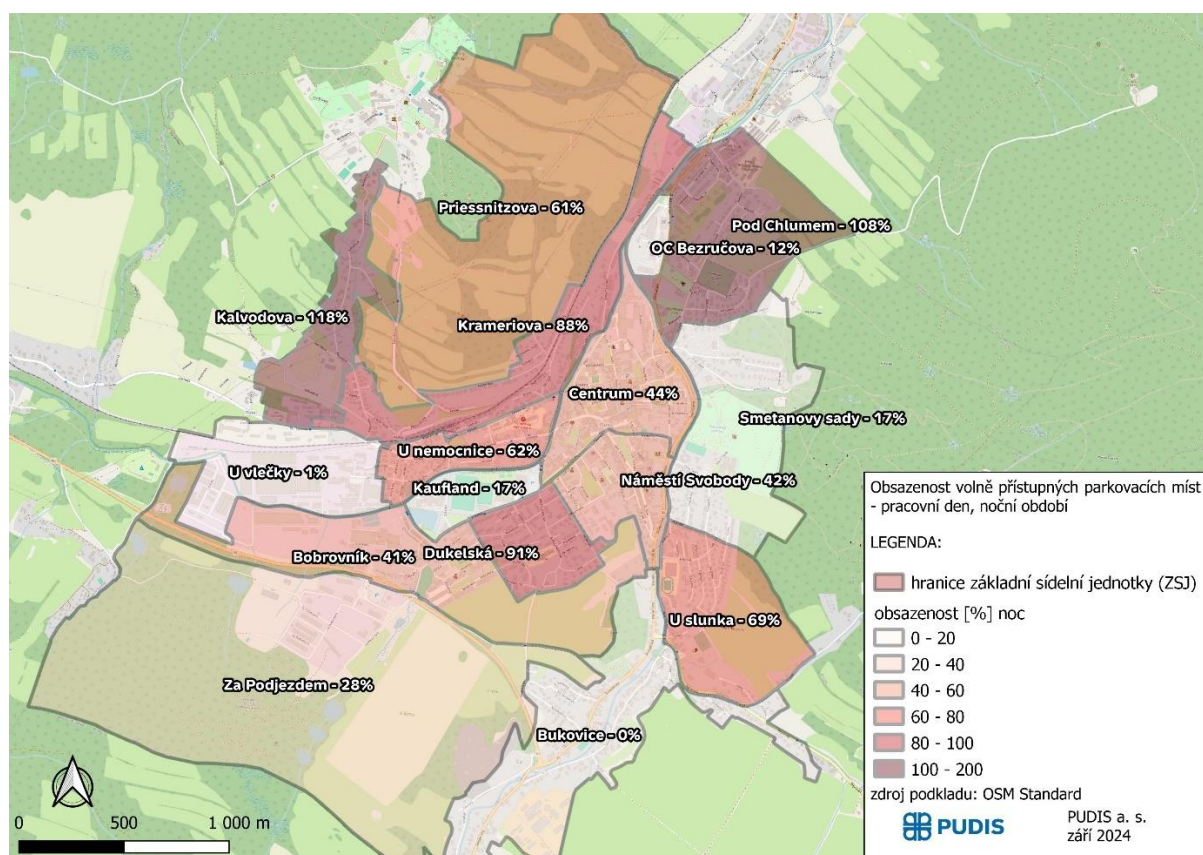 Priessnitzova - 61%
Pod Chlumem - 108%
OC Bezručova - 12%
Kalvodova - 118%
Krameriova - 88%
Centrum - 44%
Smetanovy sady - 17%
U nemocnice - 62%
U vlečky - 1%
Kaufland - 17%
Náměstí Svobody - 42%
Bobrovník - 41%
Dukelská - 91%
U slunka - 69%
Za Podjezdem - 28%
Bukovice - 0%
Obsazenost volně přístupných parkovacích míst
- pracovní den, noční období
LEGENDA:
hranice základní sídelní jednotky (ZSJ)
obsazenost [%] noc
0 - 20
20 - 40
40 - 60
60 - 80
80 - 100
100 - 200
zdroj podkladu: OSM Standard
PUDIS
PUDIS a. s.
září 2024
0 500 1 000 m